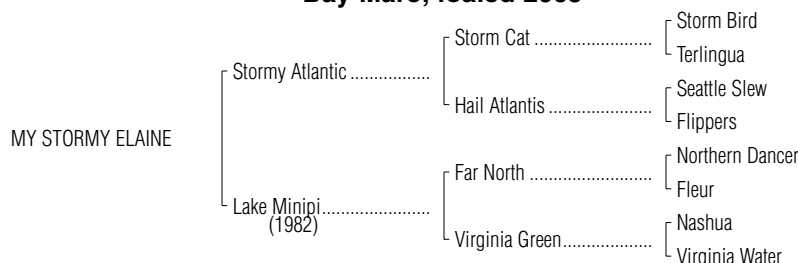 Bay Mare; foaled
Storm Bird
Storm Cat
Terlingua
Stormy Atlantic
Seattle Slew
Hail Atlantis
Flippers
MY STORMY ELAINE
Northern Dancer
Far North
Fleur
Lake Minipi
(1982)
Nashua
Virginia Green
Virginia Water